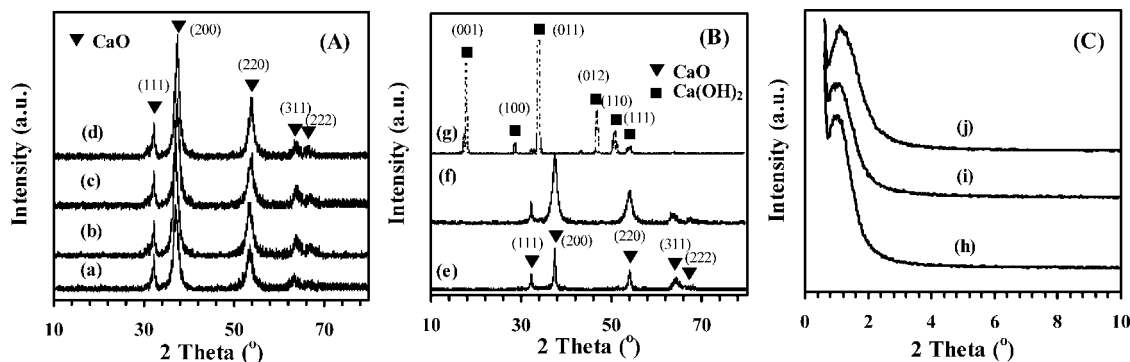 (A)
CaO
(111)
(200)
(220)
(311)
(222)
(d)
(c)
(b)
(a)
Intensity (a.u.)
10 30 50 70
2 Theta (°)
(B)
CaO
Ca(OH)2
(001)
(100)
(011)
(012)
(110)
(111)
(g)
(f)
(111)
(200)
(220)
(311)
(222)
(e)
Intensity (a.u.)
10 30 50 70
2 Theta (°)
(C)
(j)
(i)
(h)
Intensity (a.u.)
0 2 4 6 8 10
2 Theta (°)